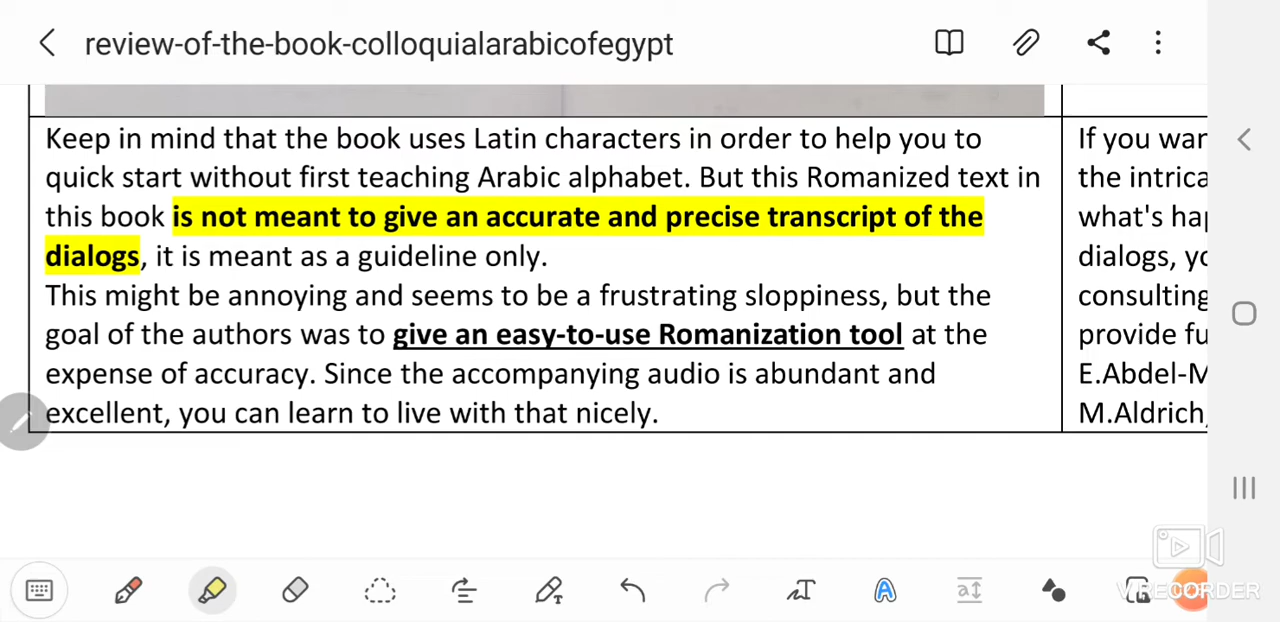 review-of-the-book-colloquialarabicofegypt
Keep in mind that the book uses Latin characters in order to help you to
quick start without first teaching Arabic alphabet. But this Romanized text in
this book is not meant to give an accurate and precise transcript of the
dialogs, it is meant as a guideline only.
This might be annoying and seems to be a frustrating sloppiness, but the
goal of the authors was to give an easy-to-use Romanization tool at the
expense of accuracy. Since the accompanying audio is abundant and
excellent, you can learn to live with that nicely.
If you war
the intrica
what's hap
dialogs, yo
consulting
provide fu
E.Abdel-M
M.Aldrich,
T
A
a